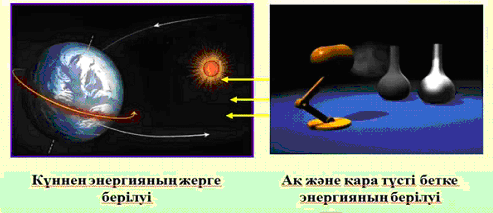 Күннен энергияның жерге
берілуі
Ақ және қара түсті бетке
энергияның берілуі